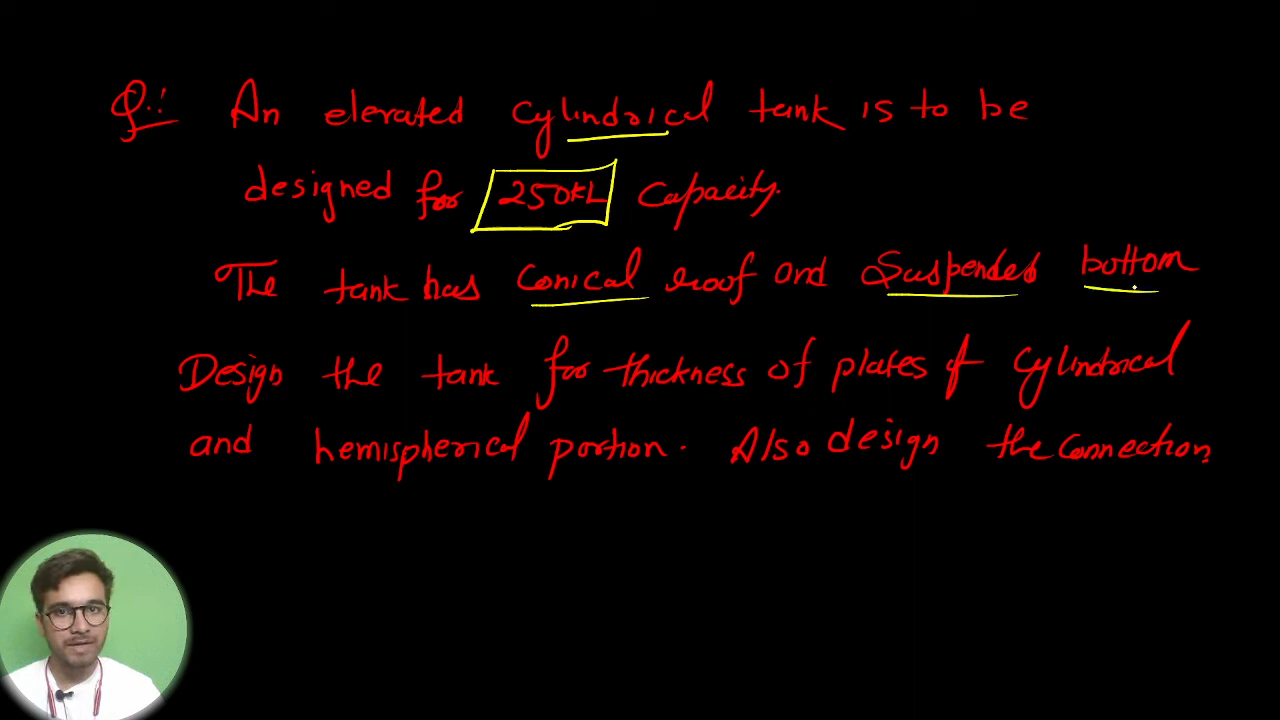 Q.: An elevated cylindrical tank is to be
designed for 250KL capacity.
The tank has conical roof and suspended bottom
Design the tank for thickness of plates of cylindrical
and hemispherical portion. Also design the connection.